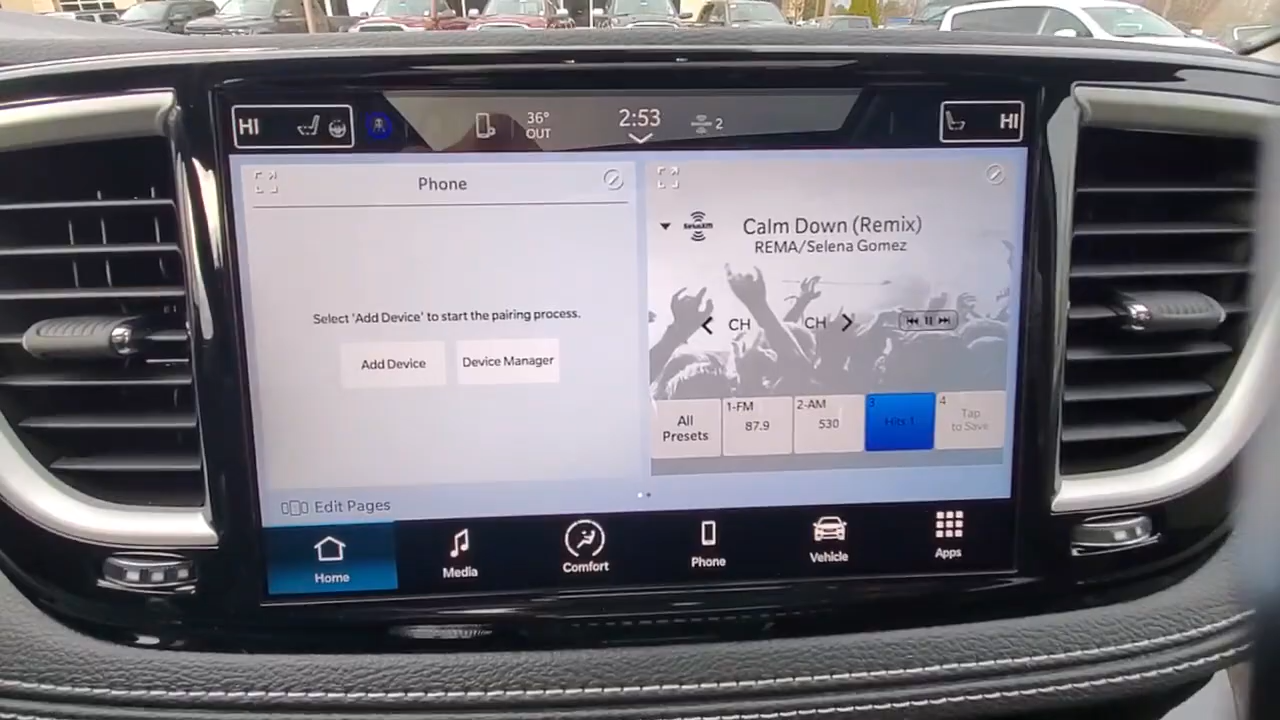 HI
36°
OUT
2:53
2
HI
Phone
Select 'Add Device' to start the pairing process.
Add Device
Device Manager
Edit Pages
SiriusXM
Calm Down (Remix)
REMA/Selena Gomez
CH
CH
All
Presets
1-FM
87.9
2-AM
530
3
Hits 1
4
Tap
to Save
Home
Media
Comfort
Phone
Vehicle
Apps